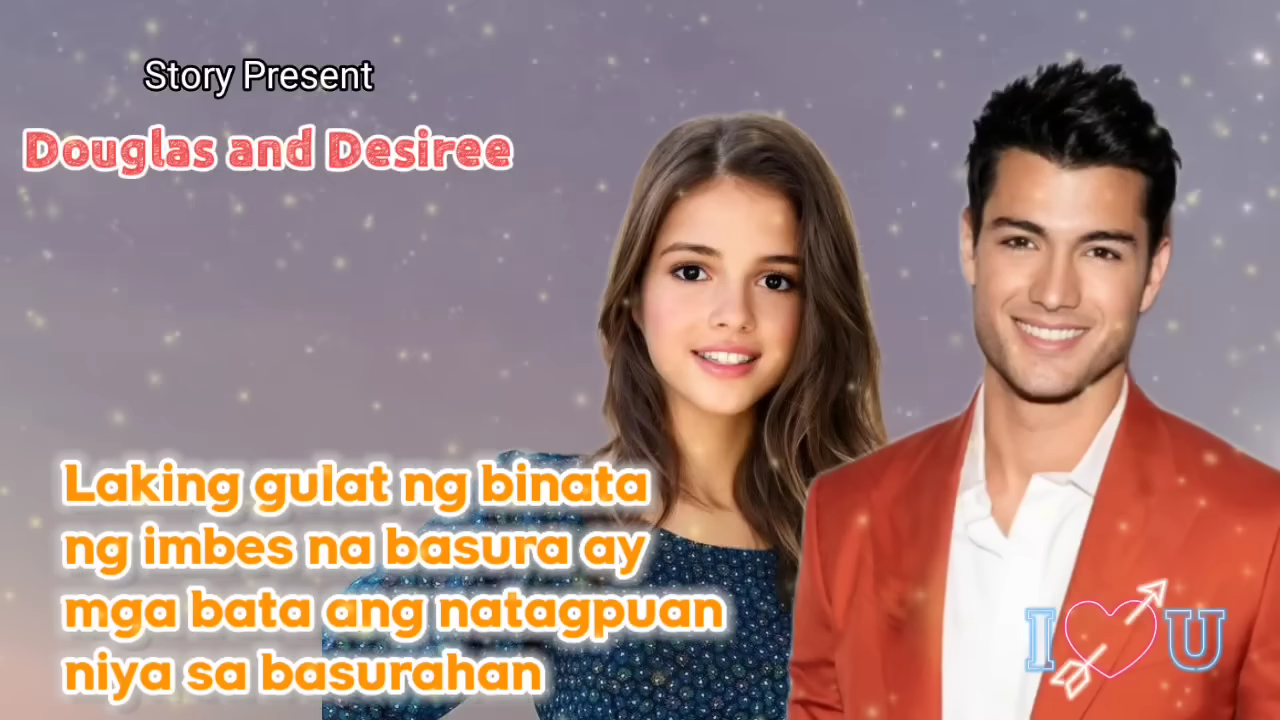 Story Present
Douglas and Desiree
Laking gulat ng binata
ng imbes na basura ay
mga bata ang natagpuan
niya sa basurahan
I U